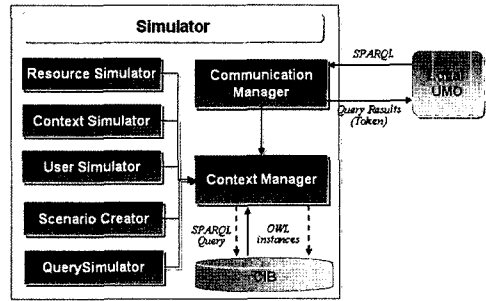 Simulator
Resource Simulator
Context Simulator
User Simulator
Scenario Creator
QuerySimulator
Communication
Manager
Context Manager
SPARQL
Query Results
(Token)
UMO
SPARQL
Query
OWL
instances
CIB